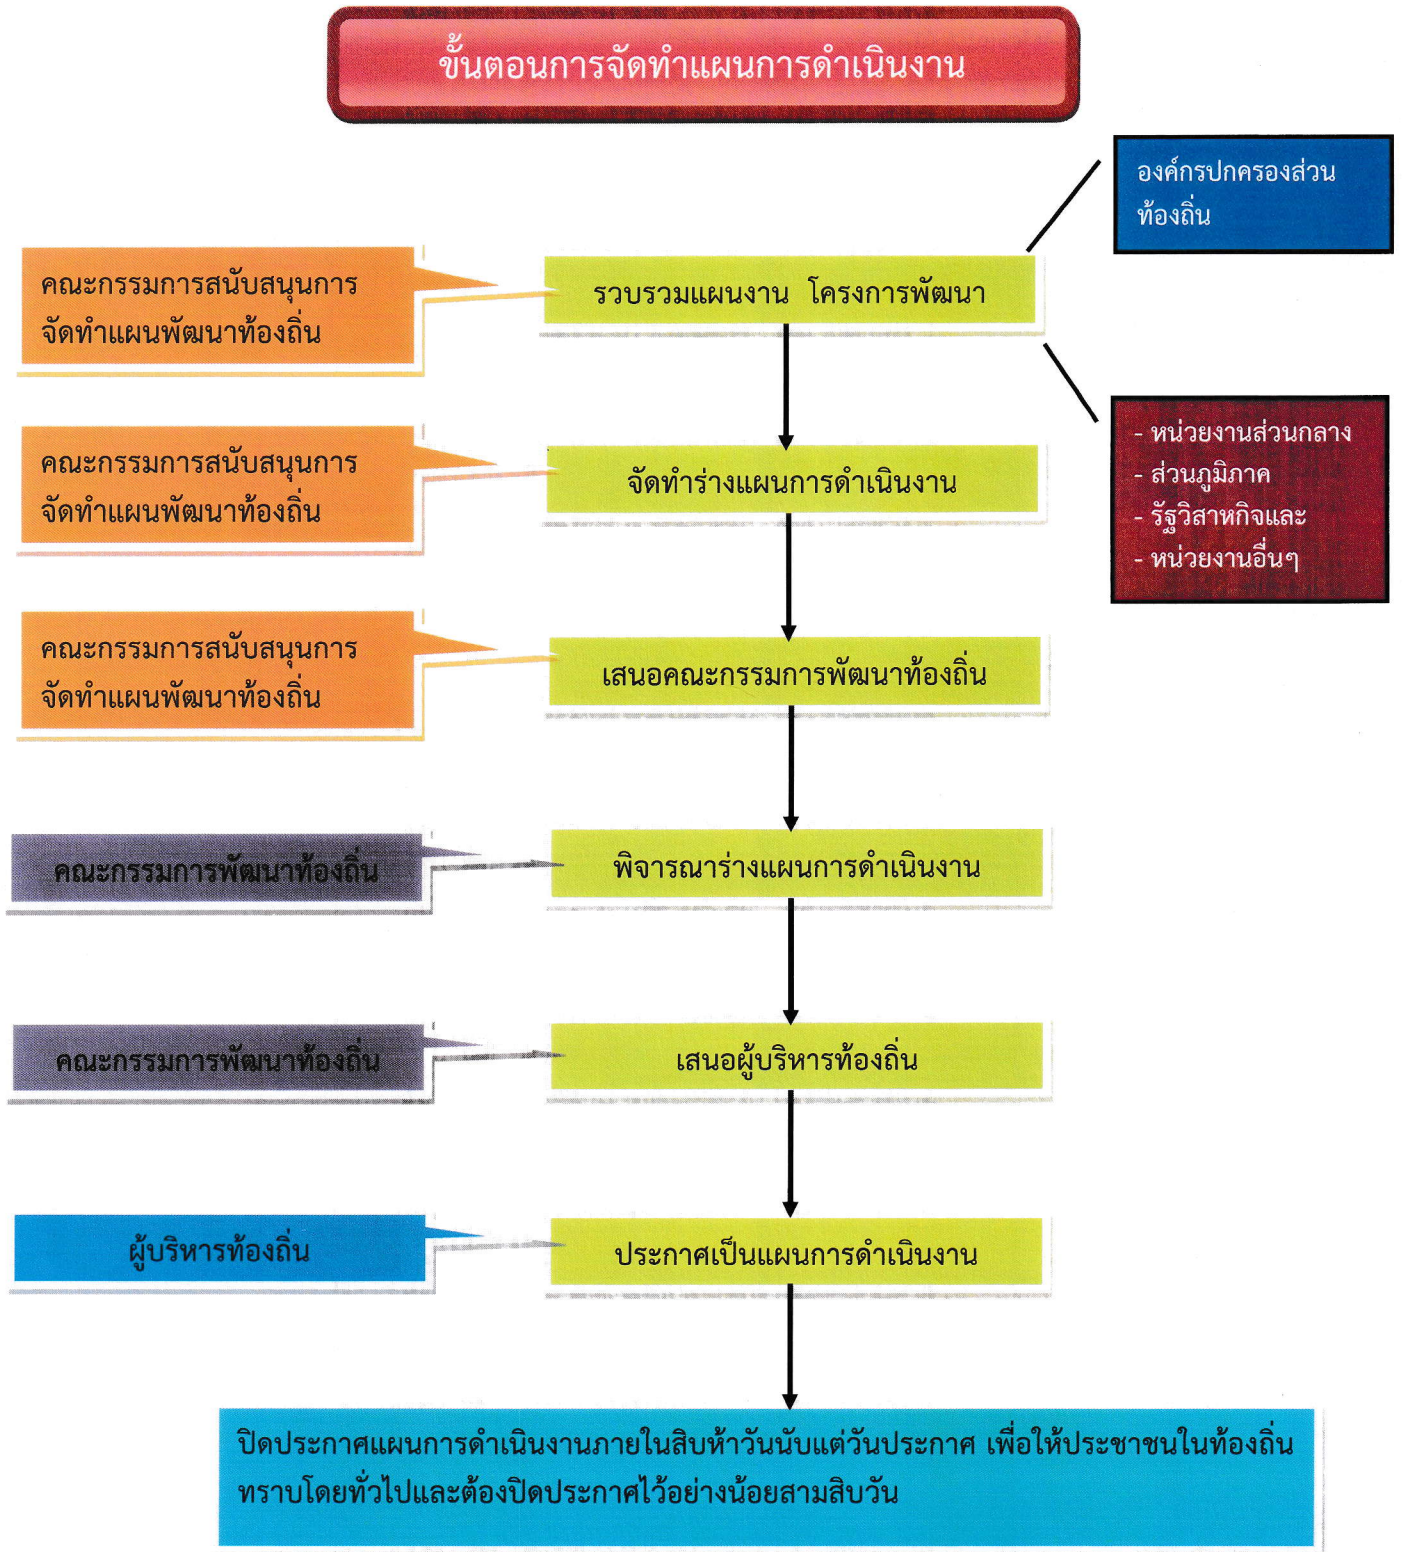 ขั้นตอนการจัดทำแผนการดำเนินงาน
องค์กรปกครองส่วน
ท้องถิ่น
คณะกรรมการสนับสนุนการ
จัดทำแผนพัฒนาท้องถิ่น
รวบรวมแผนงาน โครงการพัฒนา
- หน่วยงานส่วนกลาง
- ส่วนภูมิภาค
- รัฐวิสาหกิจและ
- หน่วยงานอื่นๆ
คณะกรรมการสนับสนุนการ
จัดทำแผนพัฒนาท้องถิ่น
จัดทำร่างแผนการดำเนินงาน
คณะกรรมการสนับสนุนการ
จัดทำแผนพัฒนาท้องถิ่น
เสนอคณะกรรมการพัฒนาท้องถิ่น
คณะกรรมการพัฒนาท้องถิ่น
พิจารณาร่างแผนการดำเนินงาน
คณะกรรมการพัฒนาท้องถิ่น
เสนอผู้บริหารท้องถิ่น
ผู้บริหารท้องถิ่น
ประกาศเป็นแผนการดำเนินงาน
ปิดประกาศแผนการดำเนินงานภายในสิบห้าวันนับแต่วันประกาศ เพื่อให้ประชาชนในท้องถิ่น
ทราบโดยทั่วไปและต้องปิดประกาศไว้อย่างน้อยสามสิบวัน